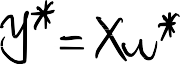 y* = Xw*